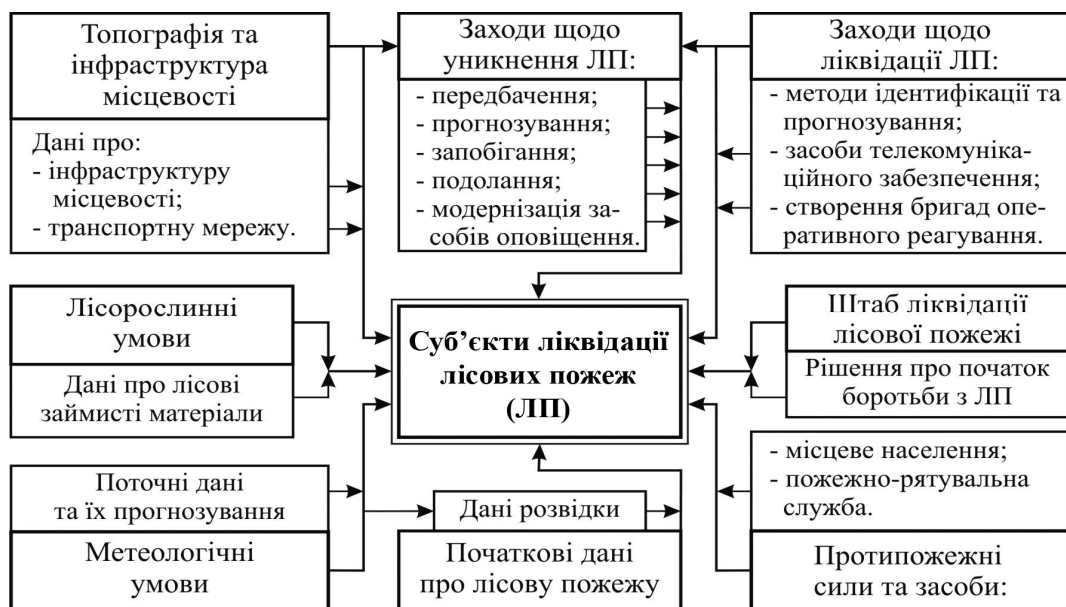 Топографія та
інфраструктура
місцевості
Дані про:
- інфраструктуру
місцевості;
- транспортну мережу.
Заходи щодо
уникнення ЛП:
- передбачення;
- прогнозування;
- запобігання;
- подолання;
- модернізація за-
собів оповіщення.
Заходи щодо
ліквідації ЛП:
- методи ідентифікації та
прогнозування;
- засоби телекомуніка-
ційного забезпечення;
- створення бригад опе-
ративного реагування.
Лісорослинні
умови
Дані про лісові
займисті матеріали
Суб’єкти ліквідації
лісових пожеж
(ЛП)
Штаб ліквідації
лісової пожежі
Рішення про початок
боротьби з ЛП
Поточні дані
та їх прогнозування
Метеологічні
умови
Дані розвідки
Початкові дані
про лісову пожежу
- місцеве населення;
- пожежно-рятувальна
служба.
Протипожежні
сили та засоби: